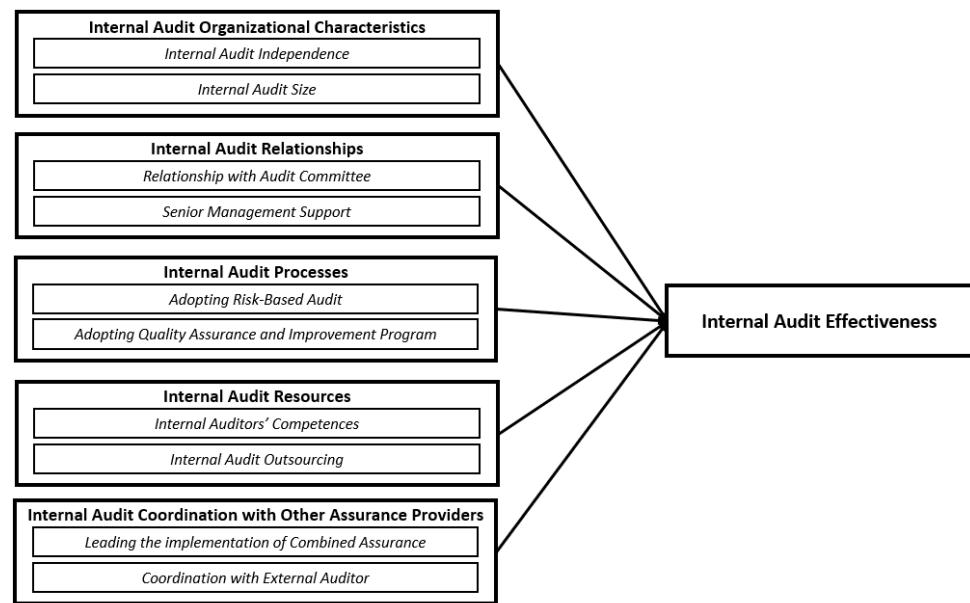 Internal Audit Organizational Characteristics
Internal Audit Independence
Internal Audit Size
Internal Audit Relationships
Relationship with Audit Committee
Senior Management Support
Internal Audit Processes
Adopting Risk-Based Audit
Adopting Quality Assurance and Improvement Program
Internal Audit Resources
Internal Auditors’ Competences
Internal Audit Outsourcing
Internal Audit Coordination with Other Assurance Providers
Leading the implementation of Combined Assurance
Coordination with External Auditor
Internal Audit Effectiveness